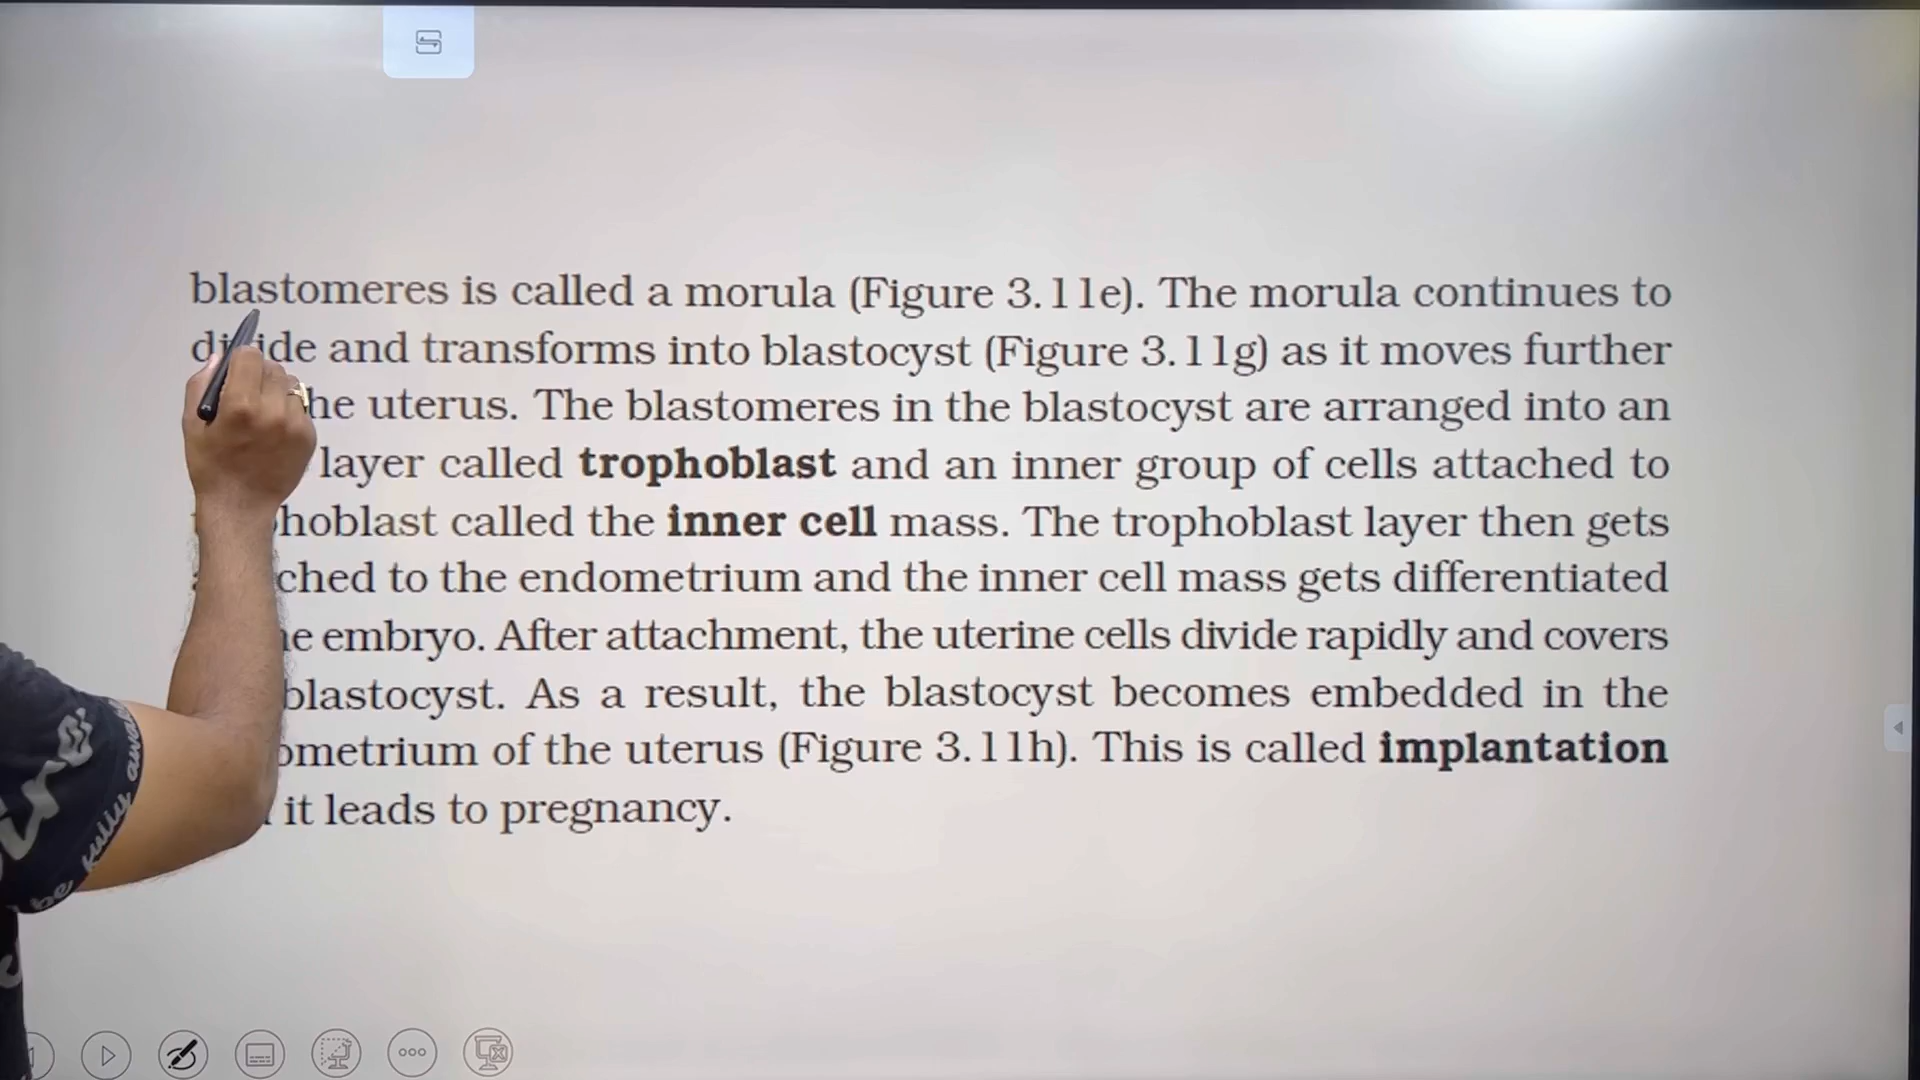 blastomeres is called a morula (Figure 3.11e). The morula continues to
divide and transforms into blastocyst (Figure 3.11g) as it moves further
he uterus. The blastomeres in the blastocyst are arranged into an
layer called trophoblast and an inner group of cells attached to
hoblast called the inner cell mass. The trophoblast layer then gets
ched to the endometrium and the inner cell mass gets differentiated
e embryo. After attachment, the uterine cells divide rapidly and covers
blastocyst. As a result, the blastocyst becomes embedded in the
ometrium of the uterus (Figure 3.11h). This is called implantation
it leads to pregnancy.